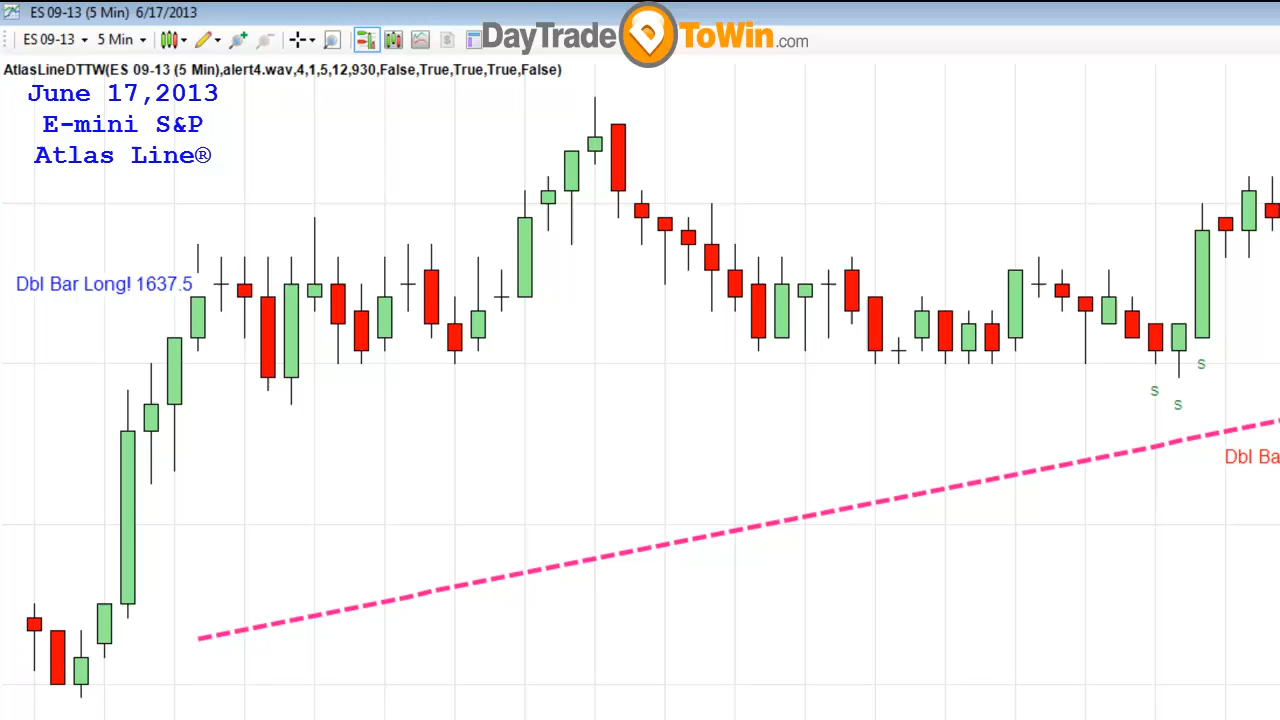 ES 09-13 (5 Min) 6/17/2013
ES 09-13 5 Min
DayTradeToWin.com
AtlasLineDTTW(ES 09-13 (5 Min),alert4.wav,4,1,5,12,930,False,True,True,True,False)
June 17,2013
E-mini S&P
Atlas Line®
Dbl Bar Long! 1637.5
s
s
s
Dbl Ba